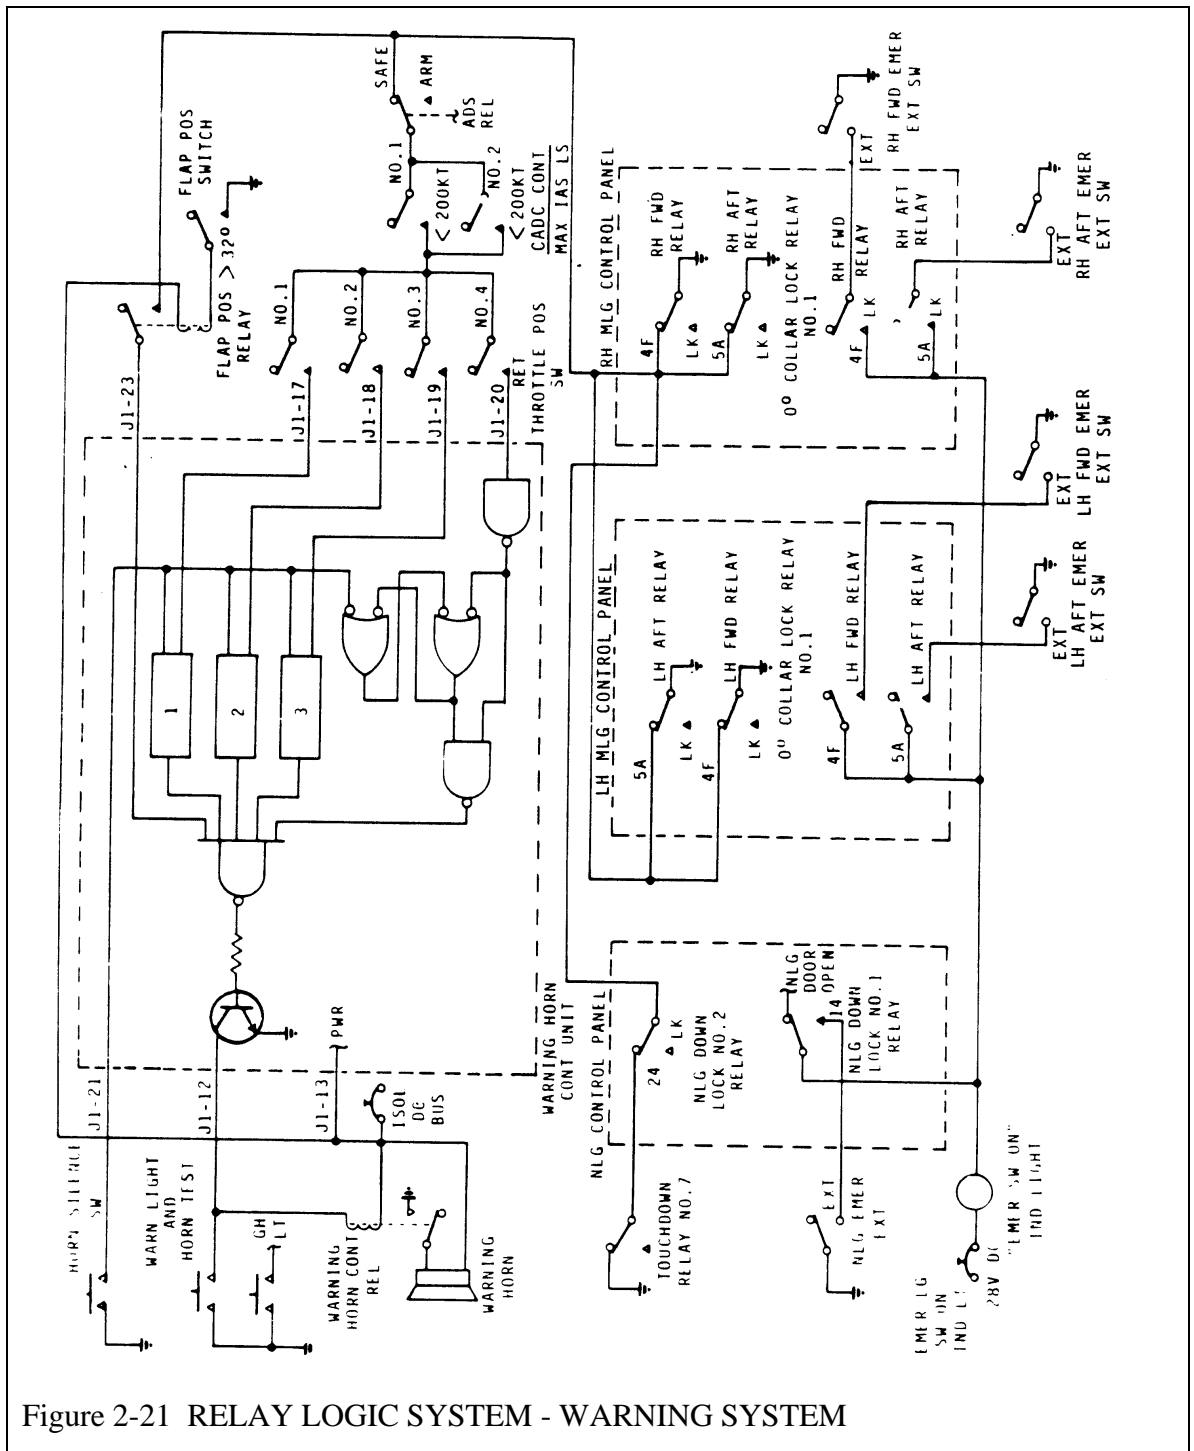 SAFE
ARM
ADS
REL
FLAP POS
SWITCH
NO.1
NO.2
<200KT
<200KT
CADC CONT
MAX IAS LS
FLAP POS >32°
RELAY
NO.1
NO.2
NO.3
NO.4
RET
THROTTLE POS
SW
J1-23
J1-17
J1-18
J1-19
J1-20
RH FWD EMER
EXT SW
EXT
RH MLG CONTROL PANEL
RH FWD
RELAY
RH AFT
RELAY
4F
LK
5A
LK
0° COLLAR LOCK RELAY
NO.1
RH FWD
RELAY
RH AFT
RELAY
4F
LK
5A
LK
EXT
RH AFT EMER
EXT SW
EXT
LH FWD EMER
EXT SW
EXT
LH AFT EMER
EXT SW
LH MLG CONTROL PANEL
LH AFT RELAY
LH FWD RELAY
5A
LK
4F
LK
0° COLLAR LOCK RELAY
NO.1
LH FWD RELAY
LH AFT RELAY
4F
5A
1
2
3
WARNING HORN
CONT UNIT
PWR
J1-21
J1-12
J1-13
ISOL
DC
BUS
NLG CONTROL PANEL
24
LK
NLG DOWN
LOCK NO.2
RELAY
NLG
DOOR
OPEN
14
NLG DOWN
LOCK NO.1
RELAY
HORN SILENCE
SW
WARN LIGHT
AND
HORN TEST
GH
LT
WARNING
HORN CONT
REL
WARNING
HORN
TOUCHDOWN
RELAY NO.7
EXT
NLG EMER
EXT
EMER LG
SW ON
28V DC
"EMER SW ON"
IND LIGHT
Figure 2-21 RELAY LOGIC SYSTEM - WARNING SYSTEM